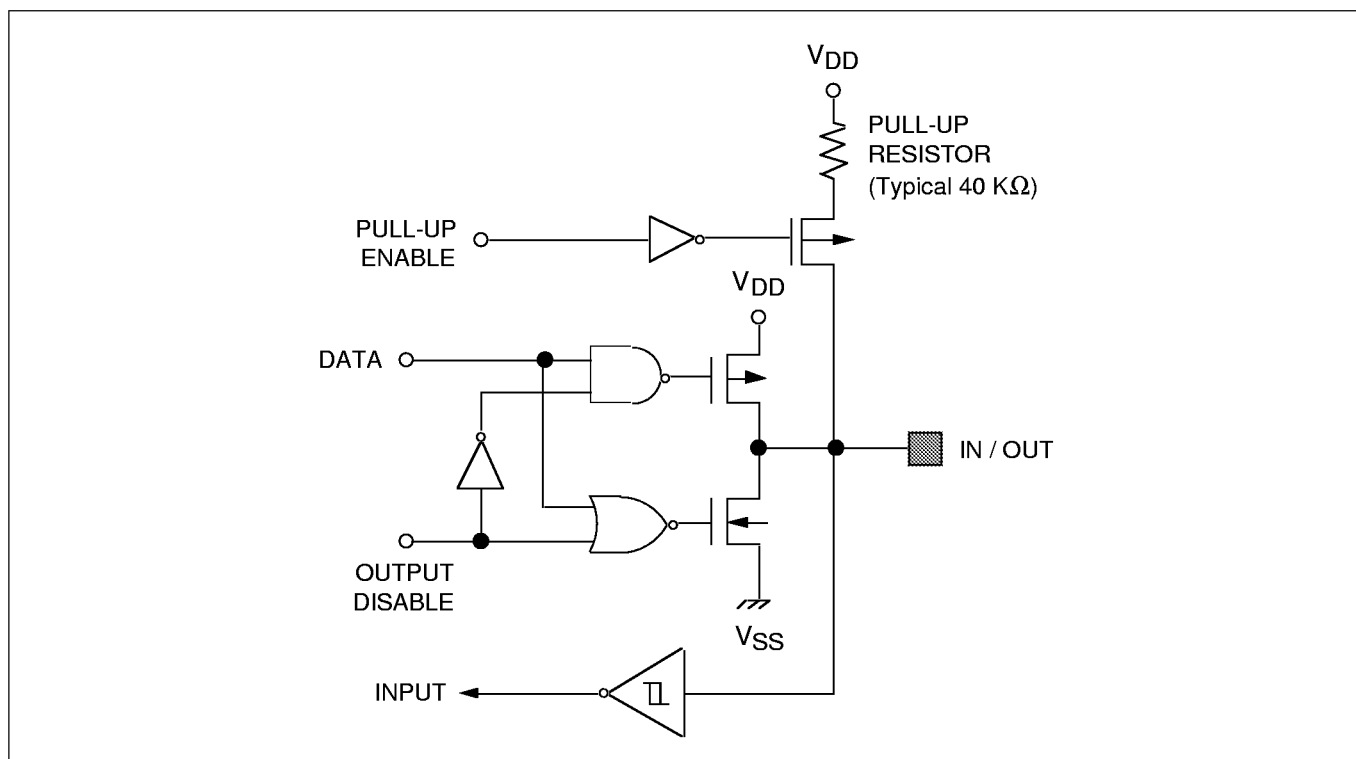 VDD
PULL-UP
RESISTOR
(Typical 40 KΩ)
PULL-UP
ENABLE
VDD
DATA
IN / OUT
OUTPUT
DISABLE
VSS
INPUT